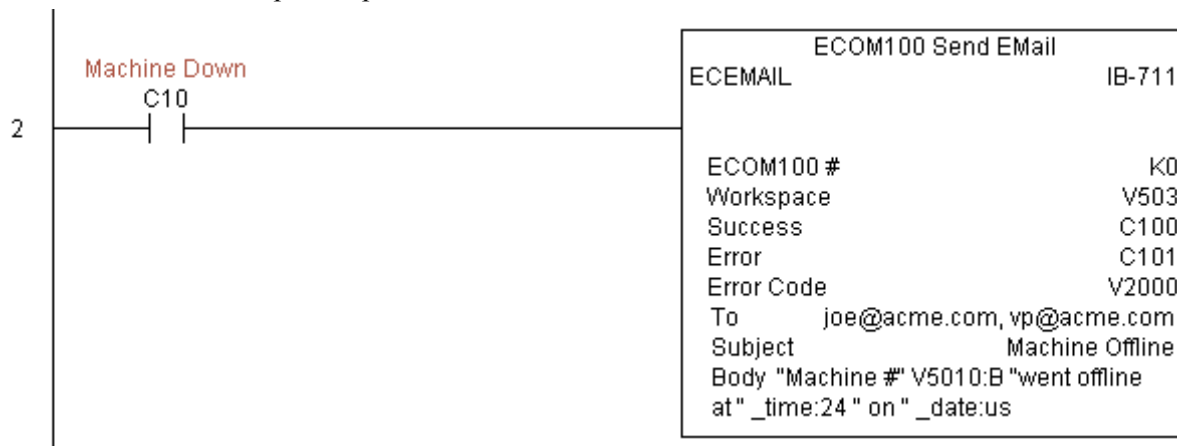 Machine Down
C10
2
ECOM100 Send EMail
ECEMAIL IB-711
ECOM100 # K0
Workspace V503
Success C100
Error C101
Error Code V2000
To joe@acme.com, vp@acme.com
Subject Machine Offline
Body "Machine #" V5010:B "went offline
at " _time:24 " on " _date:us